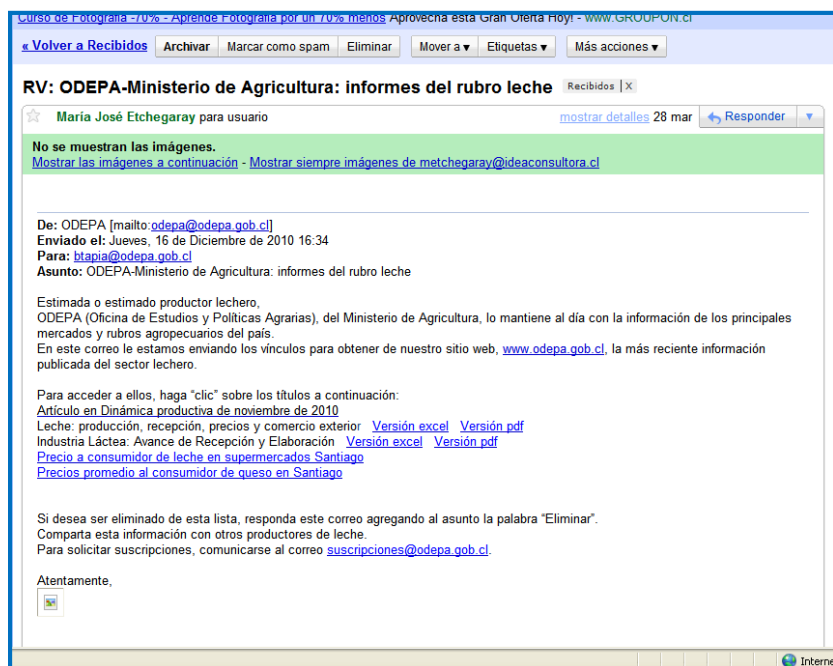 Curso de Fotografía -70% - Aprende Fotografía por un 70% menos Aprovecha esta Gran Oferta Hoy! - www.GROUPON.cl
« Volver a Recibidos Archivar Marcar como spam Eliminar Mover a ▾ Etiquetas ▾ Más acciones ▾
RV: ODEPA-Ministerio de Agricultura: informes del rubro leche Recibidos | X
María José Etchegaray para usuario mostrar detalles 28 mar Responder
No se muestran las imágenes.
Mostrar las imágenes a continuación - Mostrar siempre imágenes de metchegaray@ideaconsultora.cl
De: ODEPA [mailto:odepa@odepa.gob.cl]
Enviado el: Jueves, 16 de Diciembre de 2010 16:34
Para: btapia@odepa.gob.cl
Asunto: ODEPA-Ministerio de Agricultura: informes del rubro leche
Estimada o estimado productor lechero,
ODEPA (Oficina de Estudios y Políticas Agrarias), del Ministerio de Agricultura, lo mantiene al día con la información de los principales
mercados y rubros agropecuarios del país.
En este correo le estamos enviando los vínculos para obtener de nuestro sitio web, www.odepa.gob.cl, la más reciente información
publicada del sector lechero.
Para acceder a ellos, haga “clic” sobre los títulos a continuación:
Artículo en Dinámica productiva de noviembre de 2010
Leche: producción, recepción, precios y comercio exterior Versión excel Versión pdf
Industria Láctea: Avance de Recepción y Elaboración Versión excel Versión pdf
Precio a consumidor de leche en supermercados Santiago
Precios promedio al consumidor de queso en Santiago
Si desea ser eliminado de esta lista, responda este correo agregando al asunto la palabra “Eliminar”.
Comparta esta información con otros productores de leche.
Para solicitar suscripciones, comunicarse al correo suscripciones@odepa.gob.cl.
Atentamente,
Interne